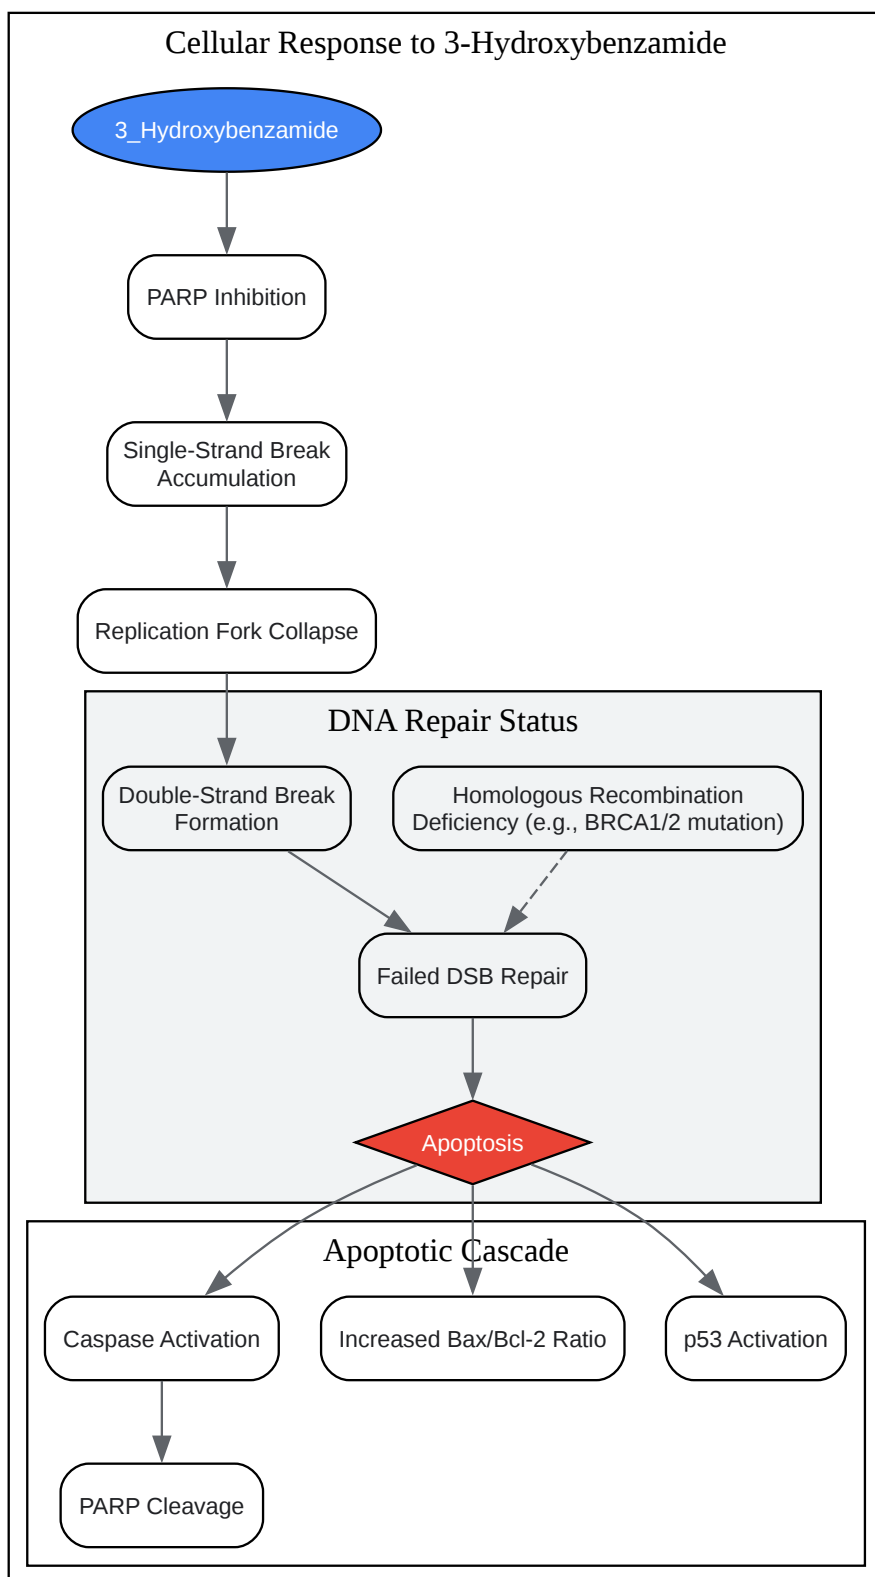 Cellular Response to 3-Hydroxybenzamide
3_Hydroxybenzamide
PARP Inhibition
Single-Strand Break
Accumulation
Replication Fork Collapse
DNA Repair Status
Double-Strand Break
Formation
Homologous Recombination
Deficiency (e.g., BRCA1/2 mutation)
Failed DSB Repair
Apoptosis
Apoptotic Cascade
Caspase Activation
Increased Bax/Bcl-2 Ratio
p53 Activation
PARP Cleavage